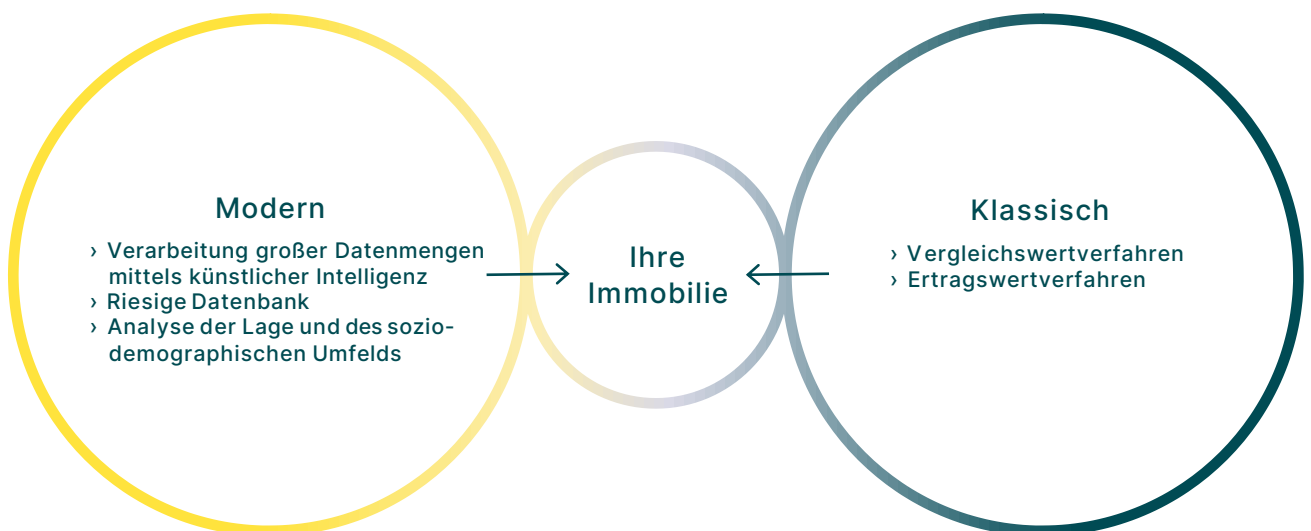 Modern
› Verarbeitung großer Datenmengen
mittels künstlicher Intelligenz
› Riesige Datenbank
› Analyse der Lage und des sozio-
demographischen Umfelds
Ihre
Immobilie
Klassisch
› Vergleichswertverfahren
› Ertragswertverfahren